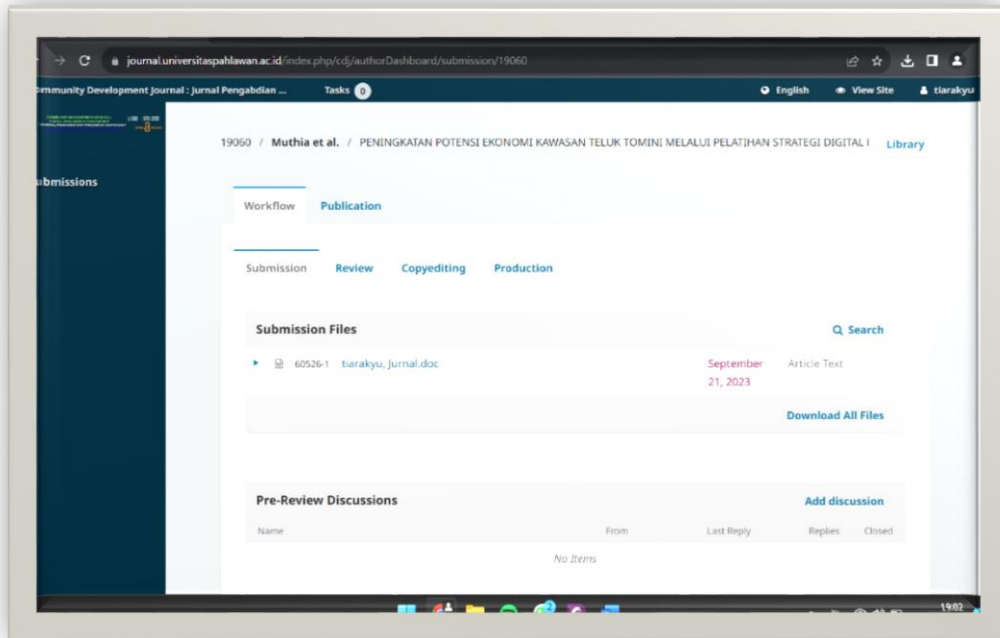 journal.universitaspahlawan.ac.id/index.php/cdj/authorDashboard/submission/19060
mmunity Development Journal : Jurnal Pengabdian ...
Tasks 0
English
View Site
tiarakyu
19060 / Muthia et al. / PENINGKATAN POTENSI EKONOMI KAWASAN TELUK TOMINI MELALUI PELATIHAN STRATEGI DIGITAL I
Library
ubmissions
Workflow
Publication
Submission
Review
Copyediting
Production
Submission Files
Search
60526-1 tiarakyu, Jurnal.doc
September 21, 2023
Article Text
Download All Files
Pre-Review Discussions
Add discussion
Name
From
Last Reply
Replies
Closed
No Items
2
19:02